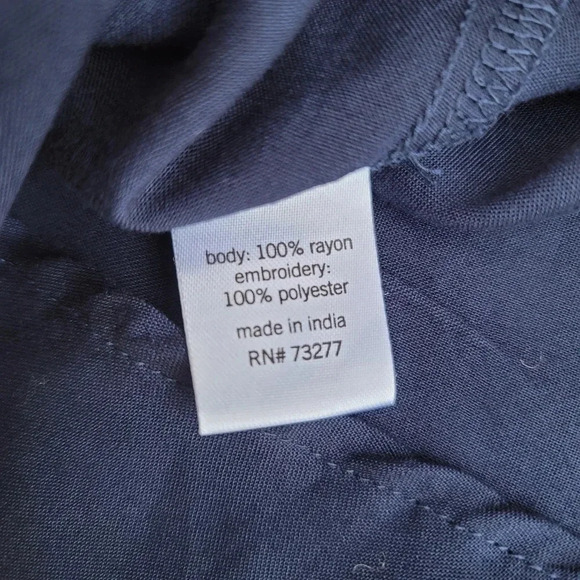 body: 100% rayon
embroidery:
100% polyester
made in india
RN# 73277